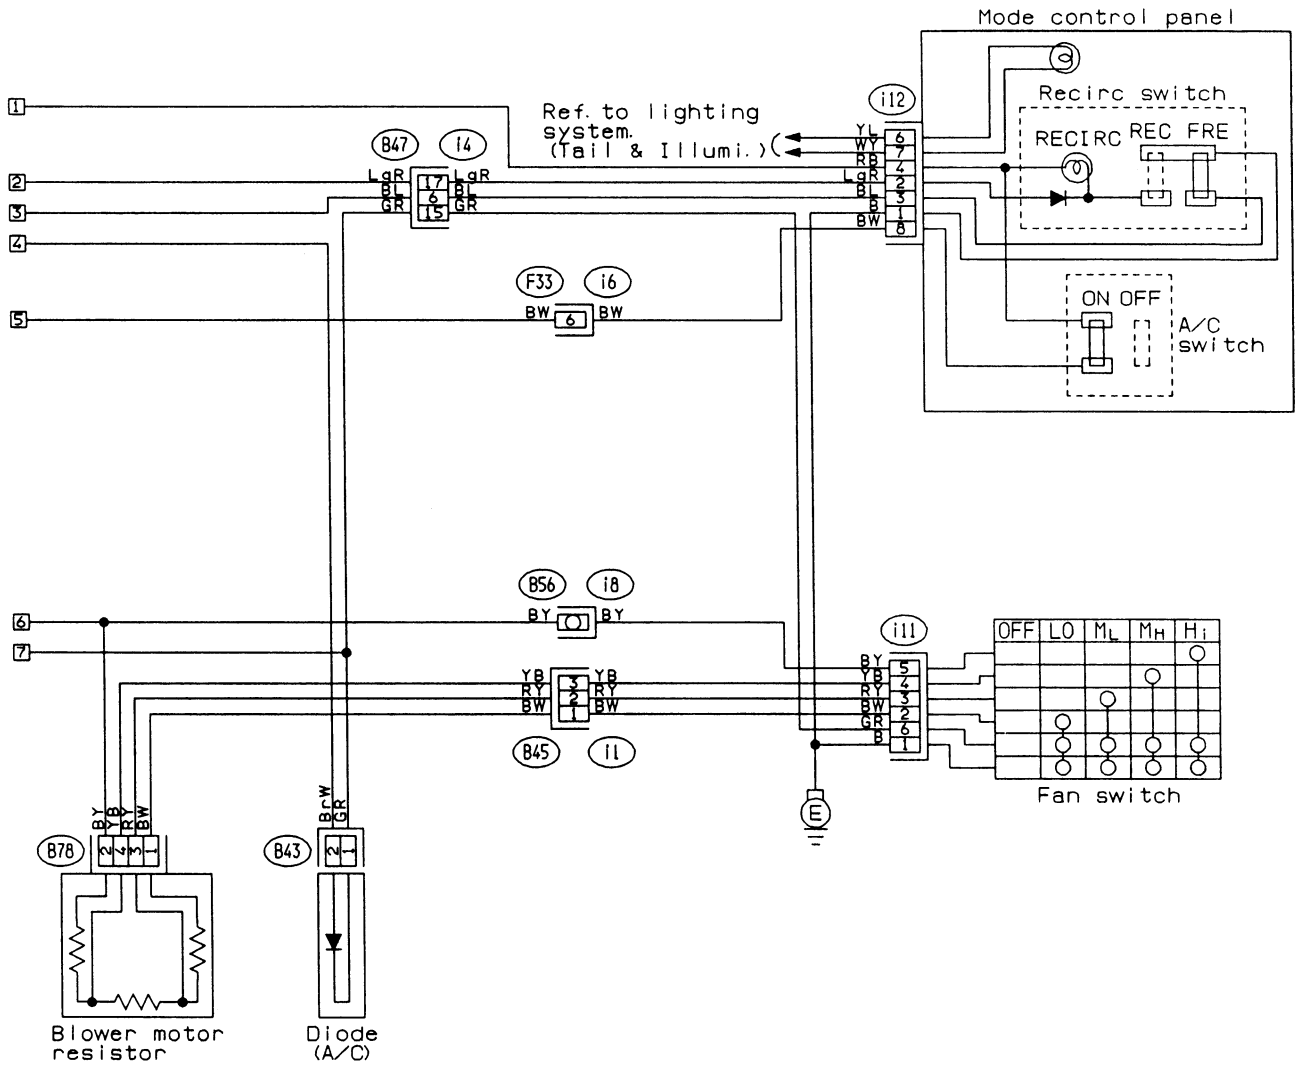 Mode control panel
1
Ref. to lighting
system.
(Tail & Illumi.)
i12
Recirc switch
RECIRC REC FRE
B47 i4
YL 6
WY 7
RB 4
2 LgR 17 LgR LgR 2
3 BL 6 BL BL 3
GR 15 GR B 1
BW 8
4
F33 i6
5 BW 6 BW
ON OFF
A/C
switch
B56 i8
6 BY BY
7
i11
OFF LO ML MH Hi
BY 5
YB 3 YB YB 4
RY 2 RY RY 3
BW 1 BW BW 2
GR 6
B 1
B45 i1
Fan switch
E
BY YB RY BW
BrW GR
B78 2 4 3 1
B43 2 1
Blower motor
resistor
Diode
(A/C)